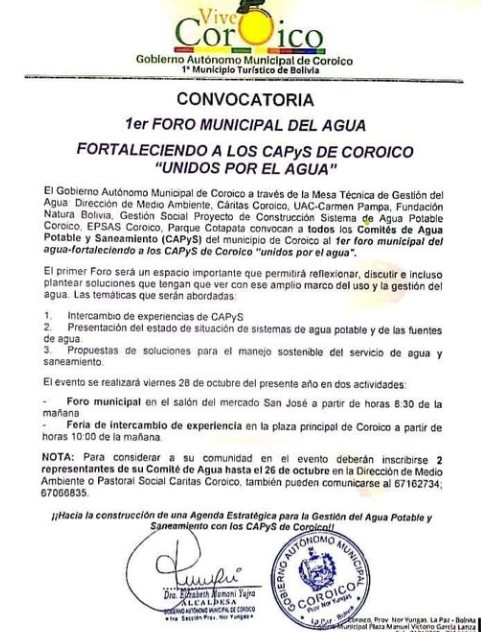 Vive
Coroico
Gobierno Autónomo Municipal de Coroico
1º Municipio Turístico de Bolivia
CONVOCATORIA
1er FORO MUNICIPAL DEL AGUA
FORTALECIENDO A LOS CAPyS DE COROICO
“UNIDOS POR EL AGUA”
El Gobierno Autónomo Municipal de Coroico a través de la Mesa Técnica de Gestión del
Agua: Dirección de Medio Ambiente, Cáritas Coroico, UAC-Carmen Pampa, Fundación
Natura Bolivia, Gestión Social Proyecto de Construcción Sistema de Agua Potable
Coroico, EPSAS Coroico, Parque Cotapata convocan a todos los Comités de Agua
Potable y Saneamiento (CAPyS) del municipio de Coroico al 1er foro municipal del
agua-fortaleciendo a los CAPyS de Coroico "unidos por el agua".
El primer Foro será un espacio importante que permitirá reflexionar, discutir e incluso
plantear soluciones que tengan que ver con ese amplio marco del uso y la gestión del
agua. Las temáticas que serán abordadas:
1. Intercambio de experiencias de CAPyS
2. Presentación del estado de situación de sistemas de agua potable y de las fuentes
de agua.
3. Propuestas de soluciones para el manejo sostenible del servicio de agua y
saneamiento.
El evento se realizará viernes 28 de octubre del presente año en dos actividades:
- Foro municipal en el salón del mercado San José a partir de horas 8:30 de la
mañana
- Feria de intercambio de experiencia en la plaza principal de Coroico a partir de
horas 10:00 de la mañana.
NOTA: Para considerar a su comunidad en el evento deberán inscribirse 2
representantes de su Comité de Agua hasta el 26 de octubre en la Dirección de Medio
Ambiente o Pastoral Social Caritas Coroico, también pueden comunicarse al 67162734;
67066835.
¡¡Hacia la construcción de una Agenda Estratégica para la Gestión del Agua Potable y
Saneamiento con los CAPyS de Coroico!!
Dra. Elizabeth Mamani Yujra
ALCALDESA
GOBIERNO AUTÓNOMO MUNICIPAL DE COROICO
1ra Sección Prov. Nor Yungas
GOBIERNO AUTÓNOMO MUNICIPAL
COROICO
Prov Nor Yungas
La Paz - Bolivia
Coroico, Prov. Nor Yungas. La Paz - Bolivia
Municipal Plaza Manuel Victorio García Lanza